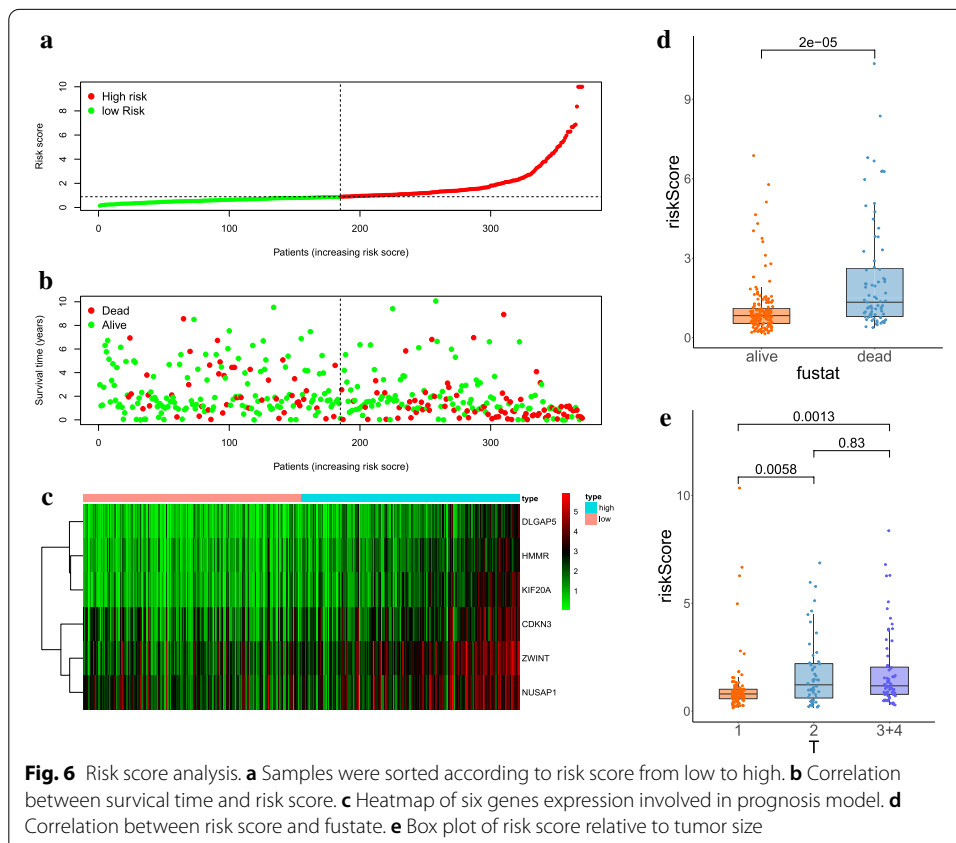 a
High risk
low Risk
Risk score
0
2
4
6
8
10
0
100
200
300
Patients (increasing risk socre)
b
Dead
Alive
Survival time (years)
0
2
4
6
8
10
0
100
200
300
Patients (increasing risk socre)
c
type
DLGAP5
HMMR
KIF20A
CDKN3
ZWINT
NUSAP1
5
4
3
2
1
type
high
low
d
2e−05
riskScore
0
3
6
9
alive
dead
fustat
e
0.0013
0.83
0.0058
riskScore
0
5
10
1
2
3+4
T
Fig. 6 Risk score analysis. a Samples were sorted according to risk score from low to high. b Correlation
between survical time and risk score. c Heatmap of six genes expression involved in prognosis model. d
Correlation between risk score and fustate. e Box plot of risk score relative to tumor size